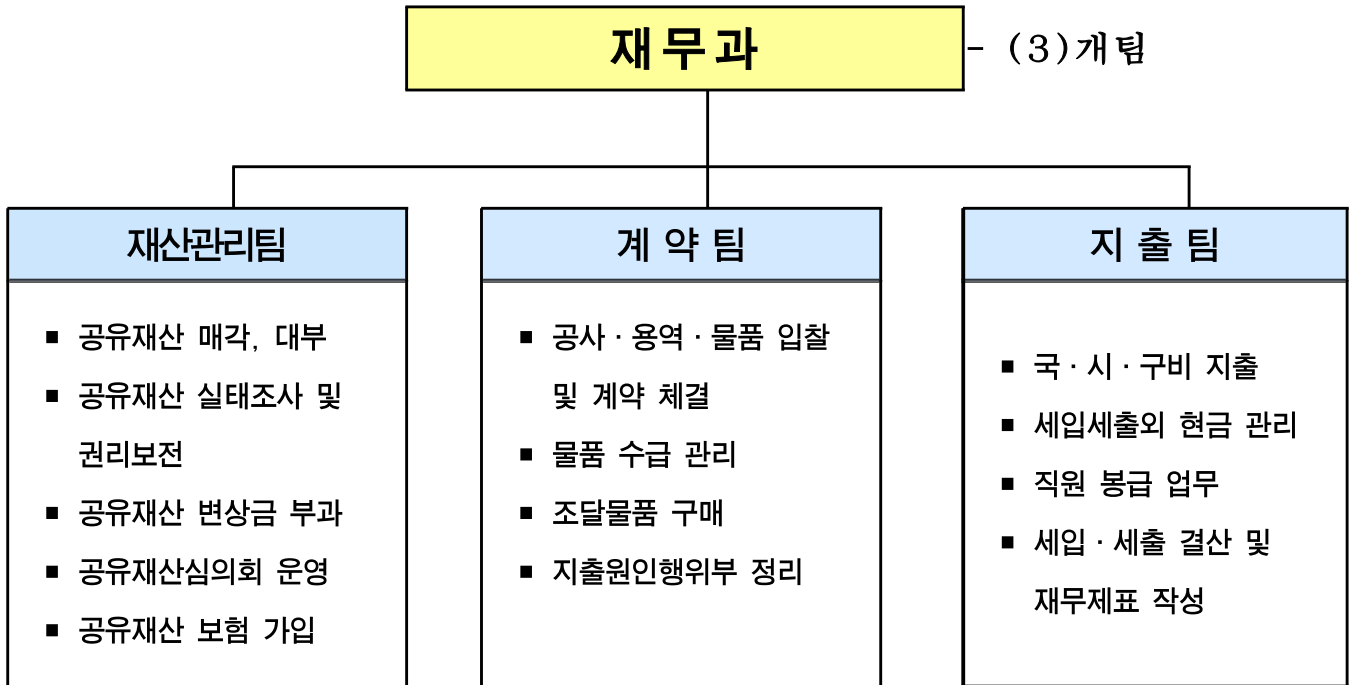 재무과 - (3)개팀
재산관리팀
▪ 공유재산 매각, 대부
▪ 공유재산 실태조사 및
권리보전
▪ 공유재산 변상금 부과
▪ 공유재산심의회 운영
▪ 공유재산 보험 가입
계 약 팀
▪ 공사 · 용역 · 물품 입찰
및 계약 체결
▪ 물품 수급 관리
▪ 조달물품 구매
▪ 지출원인행위부 정리
지 출 팀
▪ 국 · 시 · 구비 지출
▪ 세입세출외 현금 관리
▪ 직원 봉급 업무
▪ 세입 · 세출 결산 및
재무제표 작성